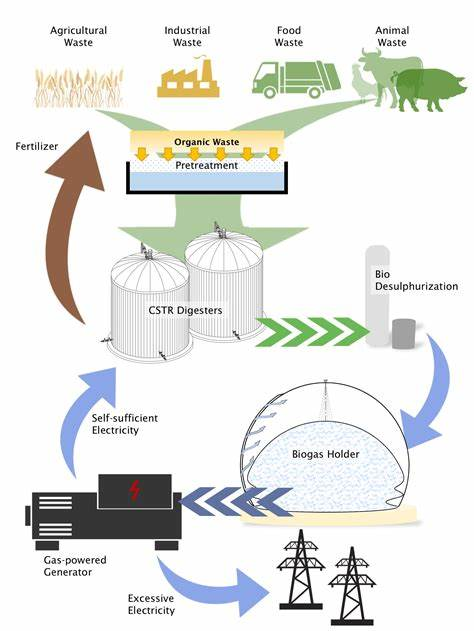 Agricultural
Waste
Industrial
Waste
Food
Waste
Animal
Waste
Organic Waste
Pretreatment
Fertilizer
CSTR Digesters
Bio
Desulphurization
Self-sufficient
Electricity
Biogas Holder
Gas-powered
Generator
Excessive
Electricity